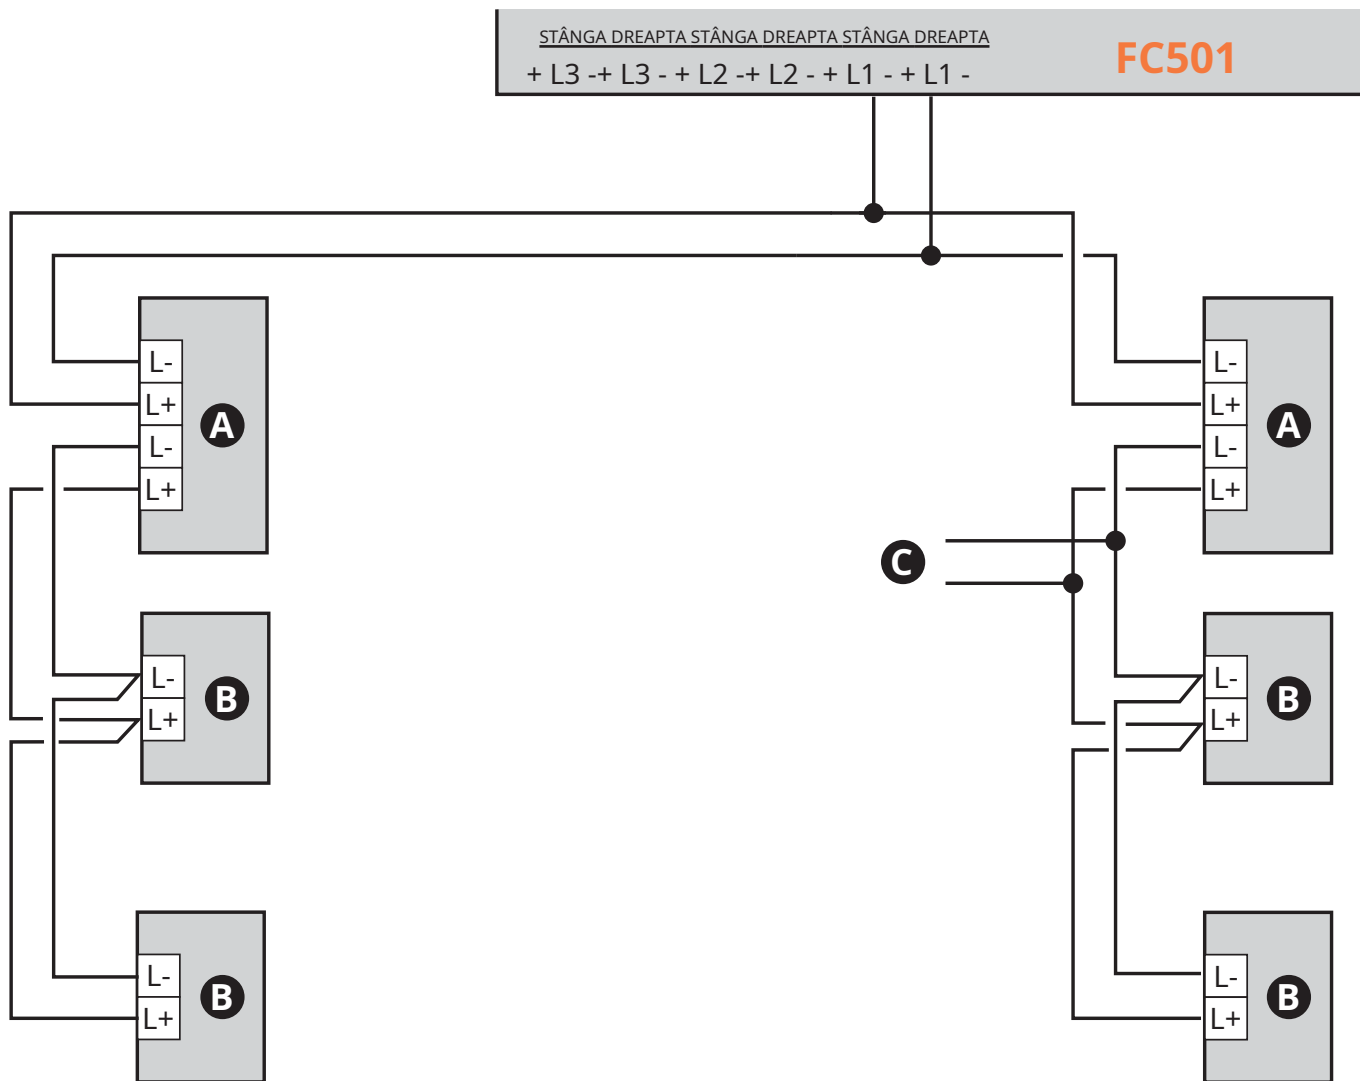 STÂNGA DREAPTA STÂNGA DREAPTA STÂNGA DREAPTA
+ L3 -+ L3 - + L2 -+ L2 - + L1 - + L1 -
FC501
L-
L+
L-
L+
A
L-
L+
L-
L+
A
C
L-
L+
B
L-
L+
B
L-
L+
B
L-
L+
B